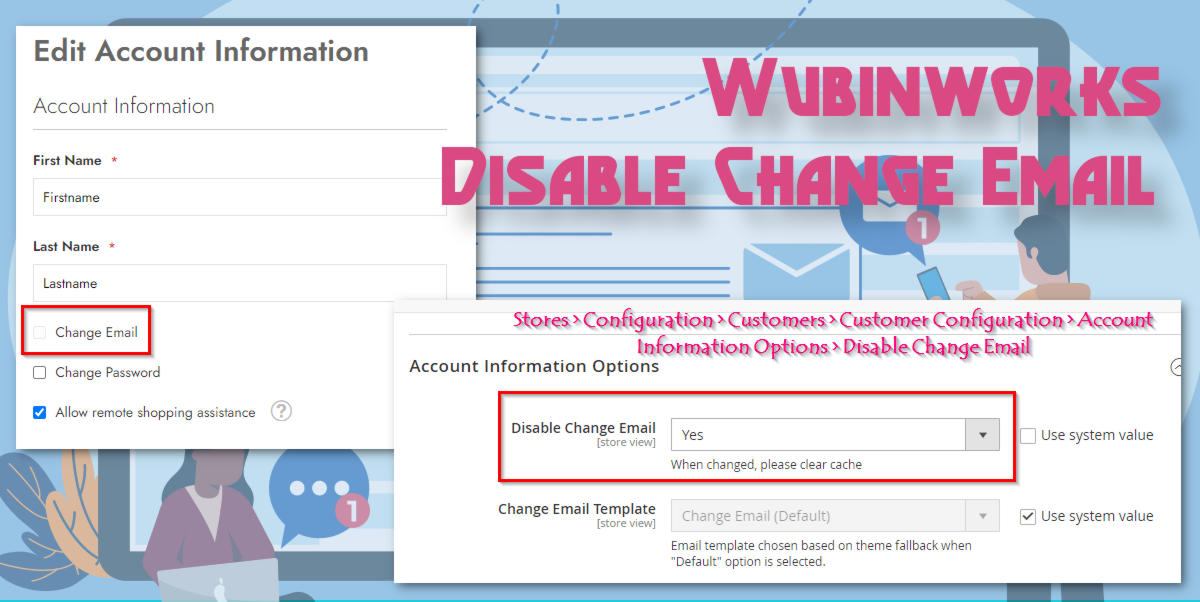 Edit Account Information
Account Information
First Name *
Firstname
Last Name *
Lastname
Change Email
Change Password
Allow remote shopping assistance ?
Wubinworks
Disable Change Email
1
Stores > Configuration > Customers > Customer Configuration > Account
Information Options > Disable Change Email
Account Information Options
Disable Change Email
[store view]
Yes
Use system value
When changed, please clear cache
Change Email Template
[store view]
Change Email (Default)
Use system value
Email template chosen based on theme fallback when
"Default" option is selected.
1